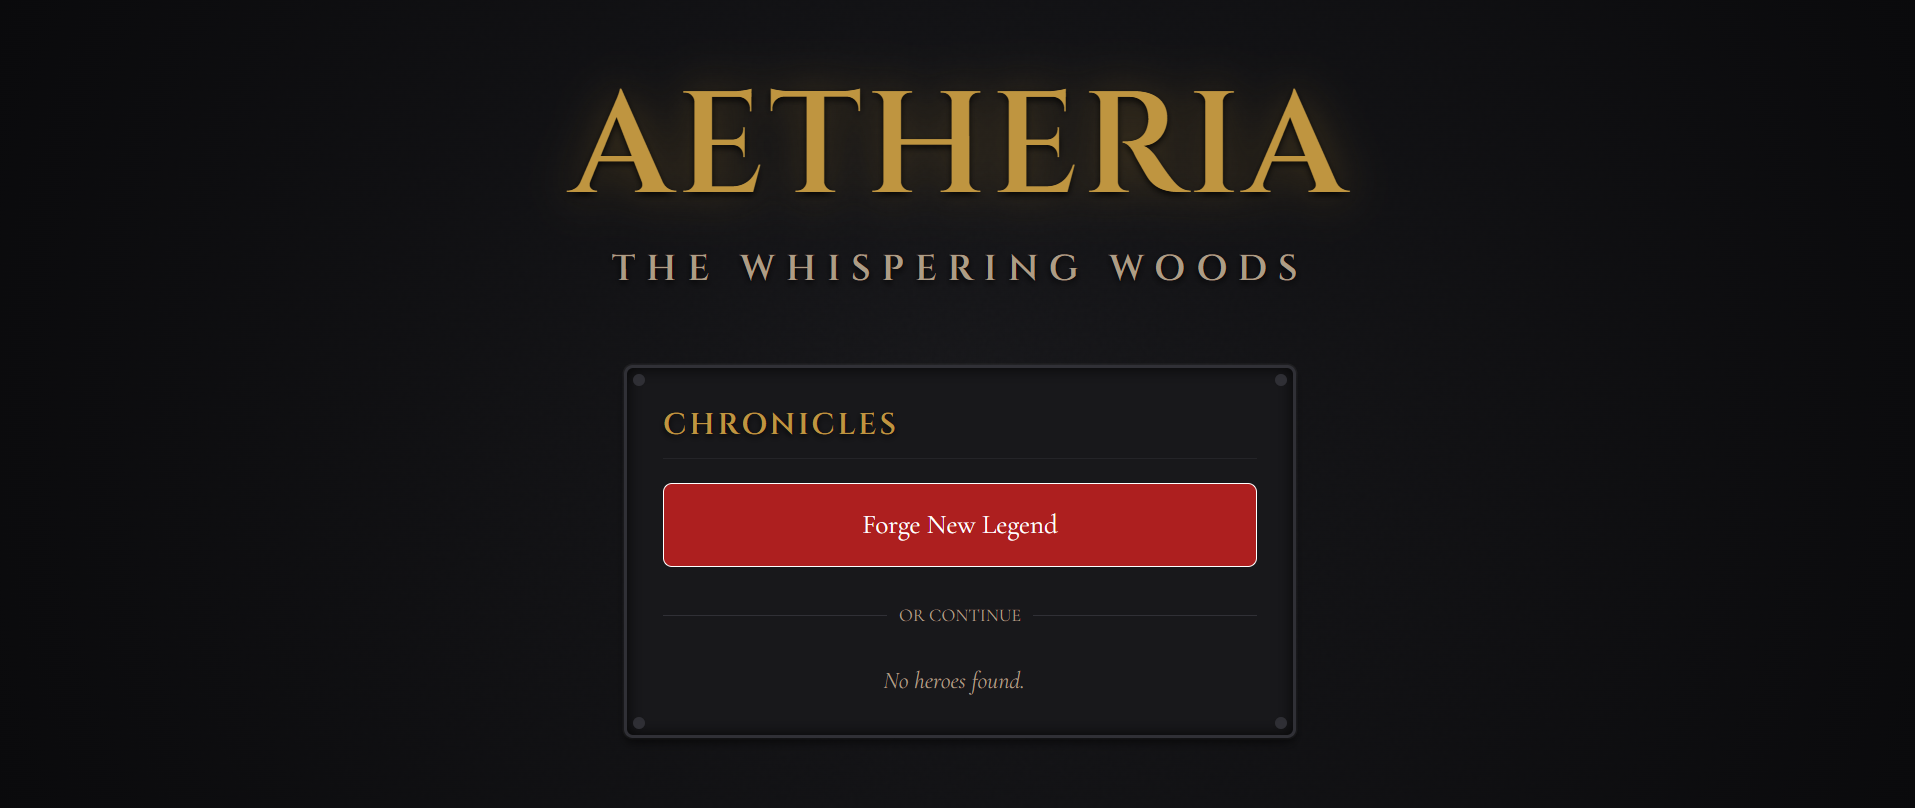 AETHERIA
THE WHISPERING WOODS
CHRONICLES
Forge New Legend
OR CONTINUE
No heroes found.